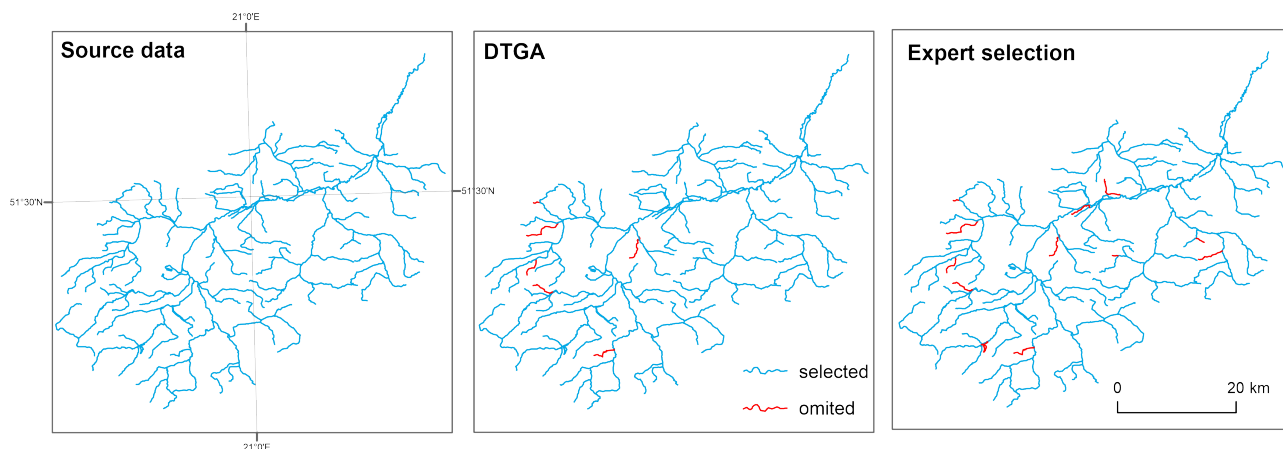 21°0'E
Source data
DTGA
Expert selection
51°30'N
51°30'N
selected
omited
0 20 km
21°0'E